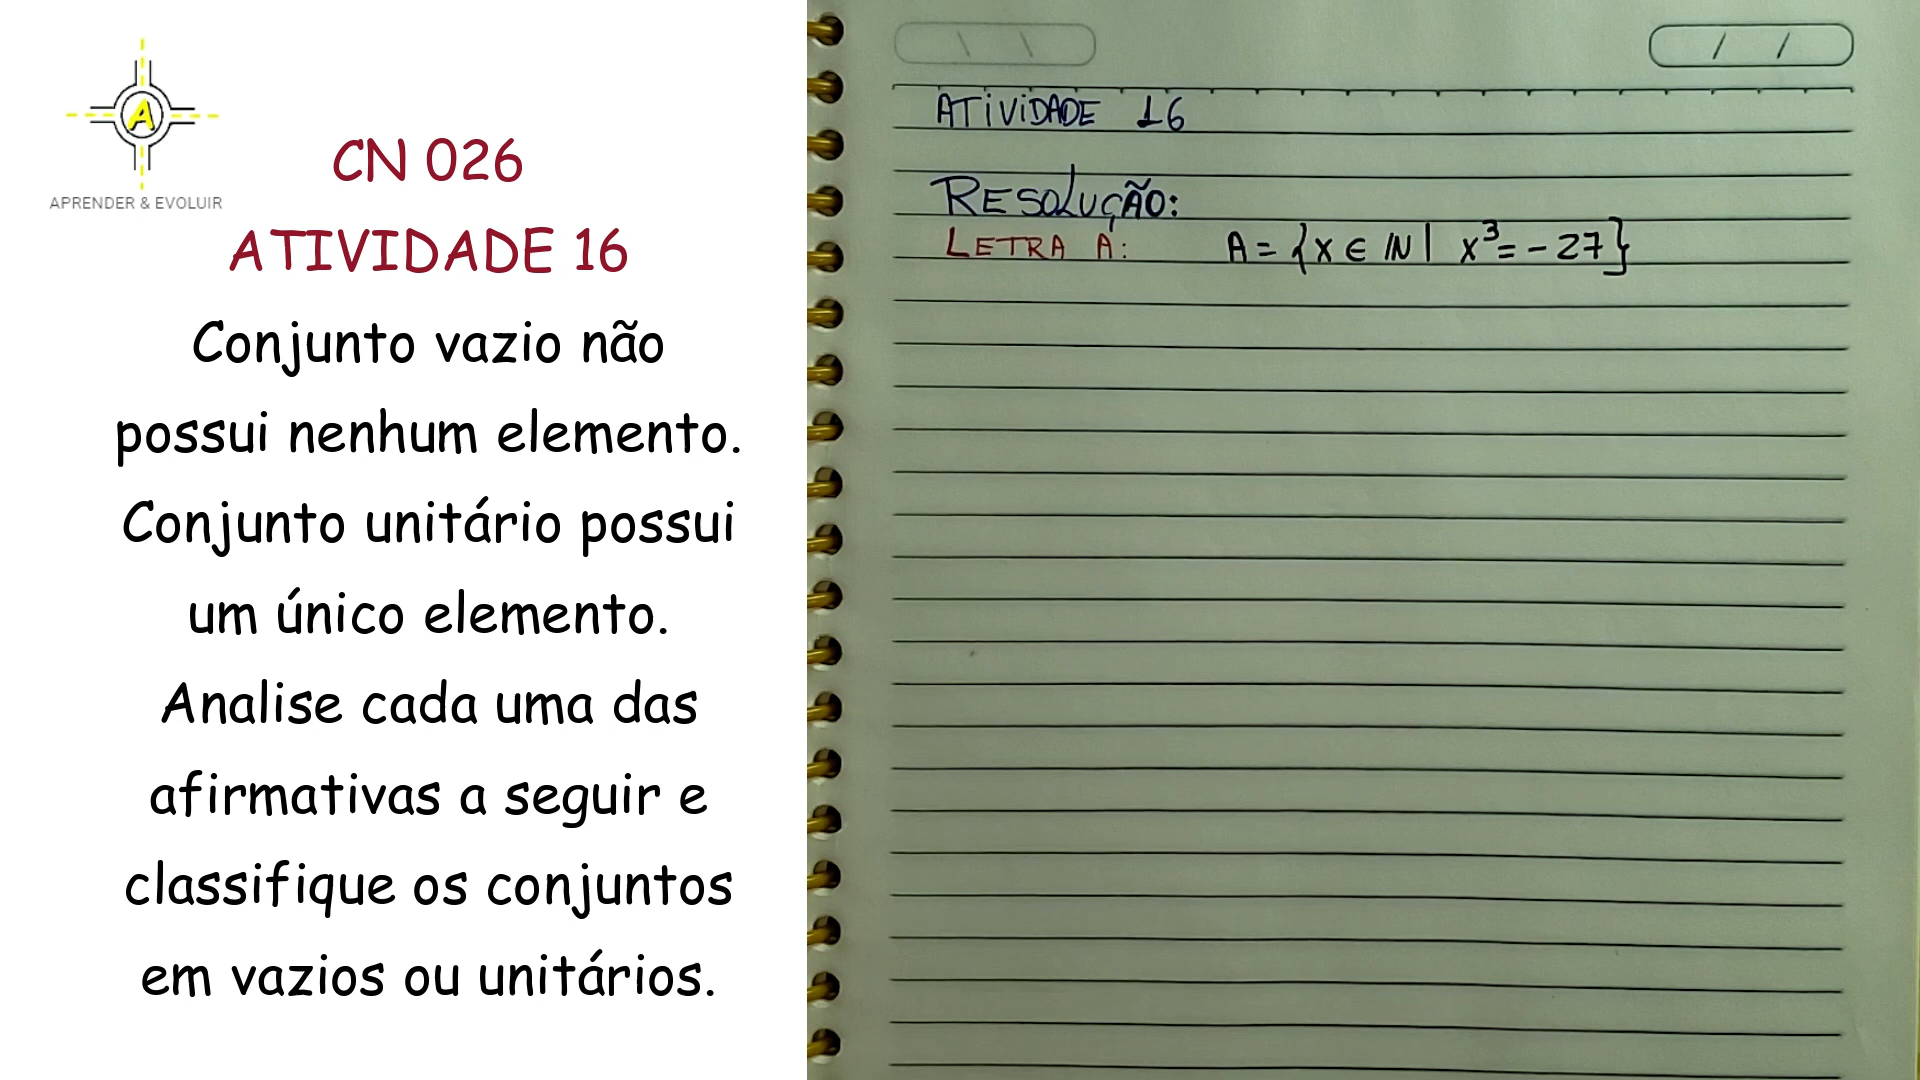 A
APRENDER & EVOLUIR
CN 026
ATIVIDADE 16
Conjunto vazio não
possui nenhum elemento.
Conjunto unitário possui
um único elemento.
Analise cada uma das
afirmativas a seguir e
classifique os conjuntos
em vazios ou unitários.
/ /
/ /
ATIVIDADE 16
RESOLUÇÃO:
LETRA A: A = {x ∈ IN | x³ = -27}